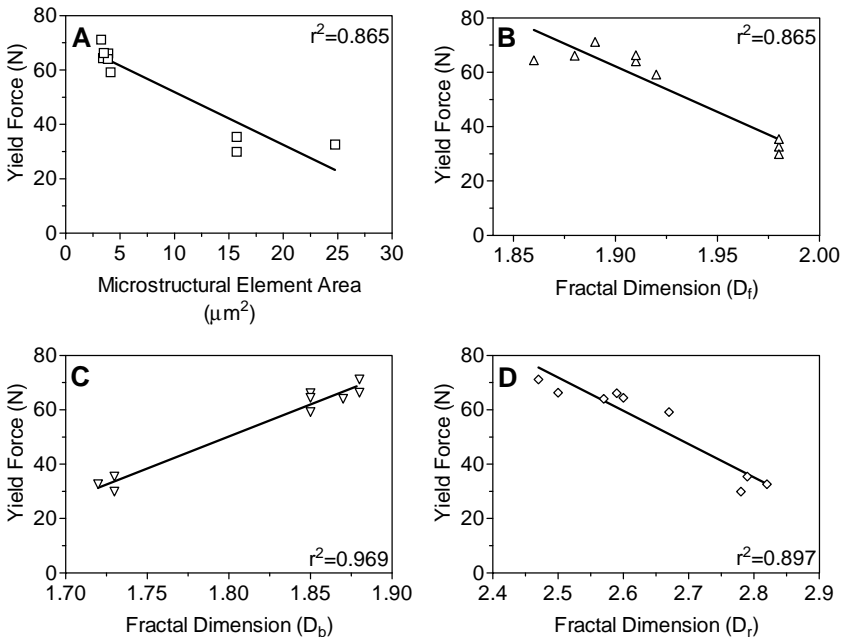 A
r²=0.865
Yield Force (N)
80
60
40
20
0
0 5 10 15 20 25 30
Microstructural Element Area
(μm²)
B
r²=0.865
Yield Force (N)
80
60
40
20
0
1.85 1.90 1.95 2.00
Fractal Dimension (D_f)
C
Yield Force (N)
80
60
40
20
0
r²=0.969
1.70 1.75 1.80 1.85 1.90
Fractal Dimension (D_b)
D
Yield Force (N)
80
60
40
20
0
r²=0.897
2.4 2.5 2.6 2.7 2.8 2.9
Fractal Dimension (D_r)